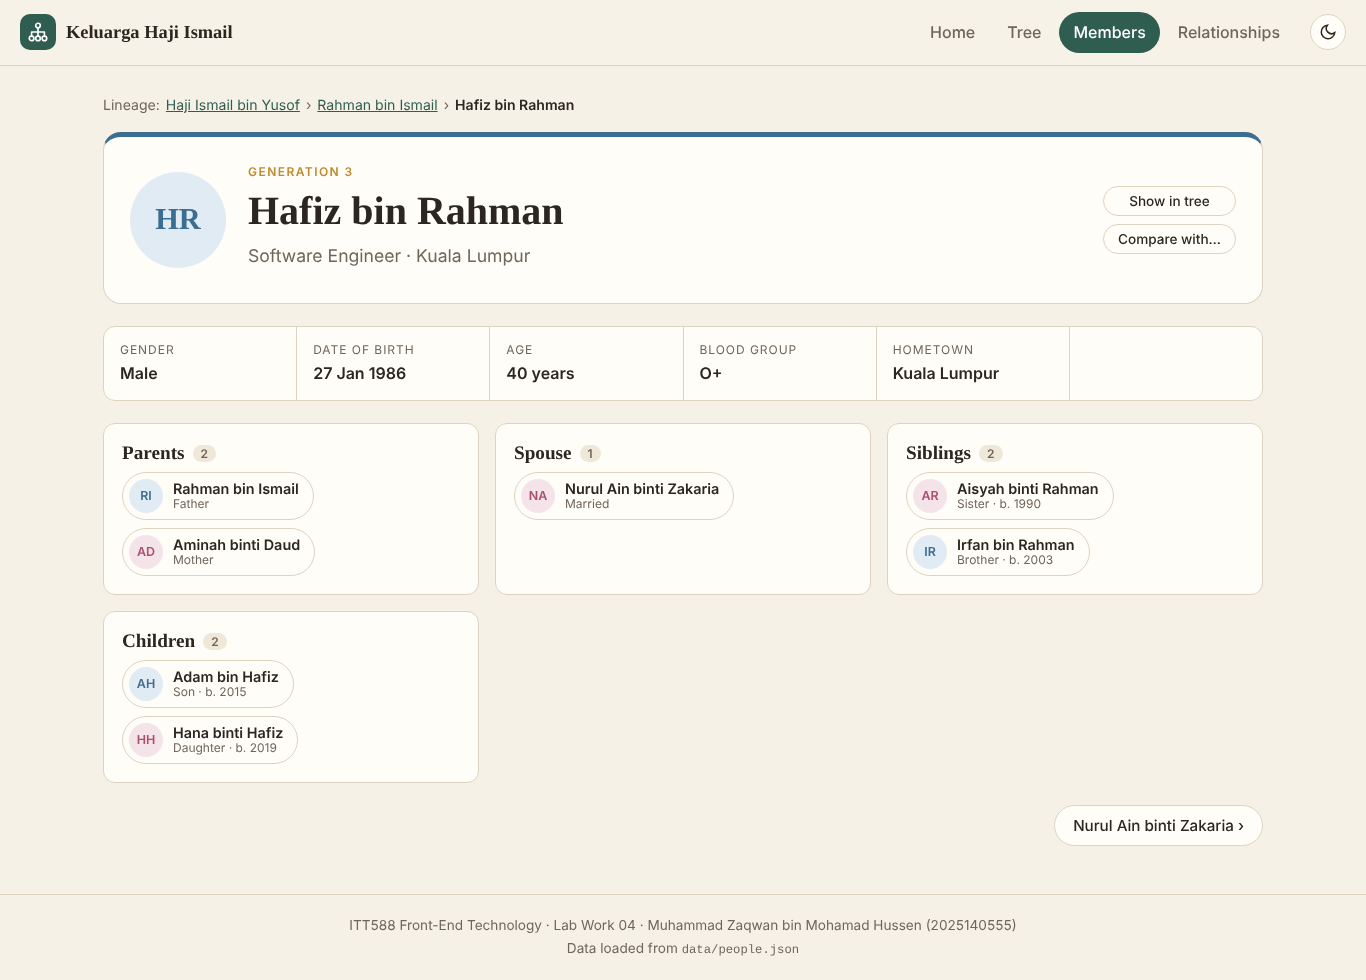 Keluarga Haji Ismail
Home Tree Members Relationships
Lineage: Haji Ismail bin Yusof › Rahman bin Ismail › Hafiz bin Rahman
HR
GENERATION 3
Hafiz bin Rahman
Software Engineer · Kuala Lumpur
Show in tree
Compare with...
GENDER
Male
DATE OF BIRTH
27 Jan 1986
AGE
40 years
BLOOD GROUP
O+
HOMETOWN
Kuala Lumpur
Parents 2
RI
Rahman bin Ismail
Father
AD
Aminah binti Daud
Mother
Spouse 1
NA
Nurul Ain binti Zakaria
Married
Siblings 2
AR
Aisyah binti Rahman
Sister · b. 1990
IR
Irfan bin Rahman
Brother · b. 2003
Children 2
AH
Adam bin Hafiz
Son · b. 2015
HH
Hana binti Hafiz
Daughter · b. 2019
Nurul Ain binti Zakaria ›
ITT588 Front-End Technology · Lab Work 04 · Muhammad Zaqwan bin Mohamad Hussen (2025140555)
Data loaded from data/people.json